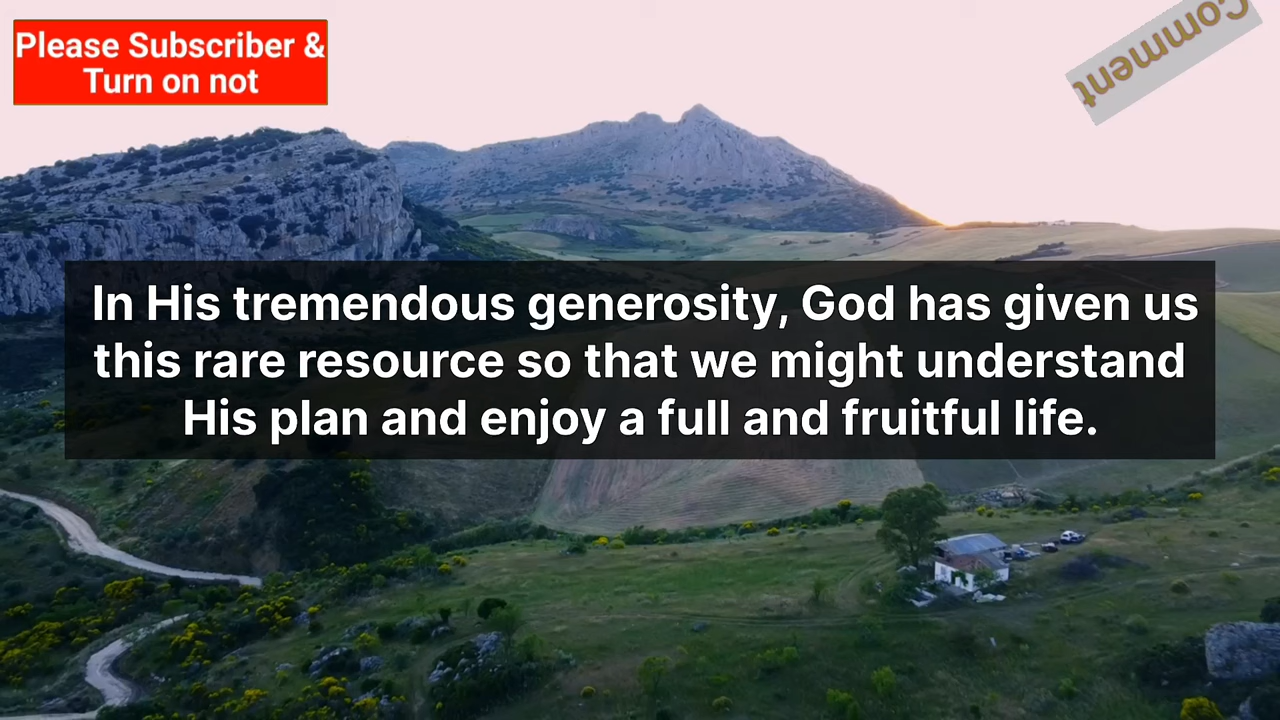 Please Subscriber &
Turn on not
Comment
In His tremendous generosity, God has given us
this rare resource so that we might understand
His plan and enjoy a full and fruitful life.